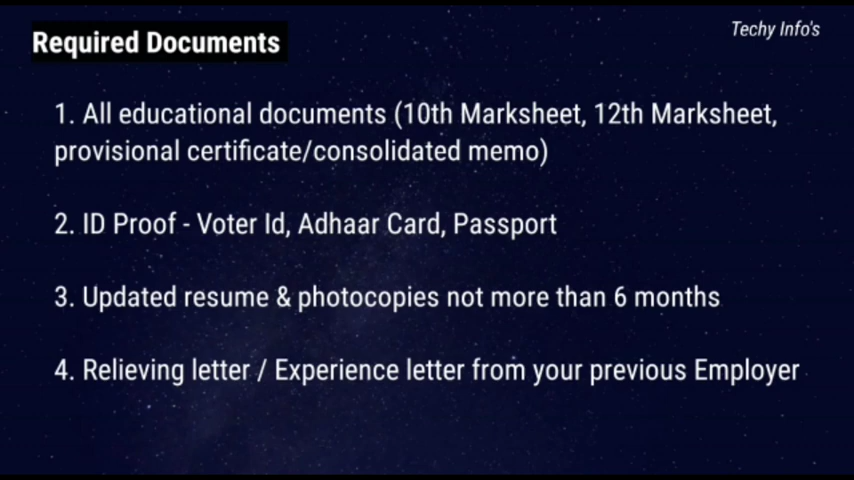 Required Documents
Techy Info's
1. All educational documents (10th Marksheet, 12th Marksheet,
provisional certificate/consolidated memo)
2. ID Proof - Voter Id, Adhaar Card, Passport
3. Updated resume & photocopies not more than 6 months
4. Relieving letter / Experience letter from your previous Employer